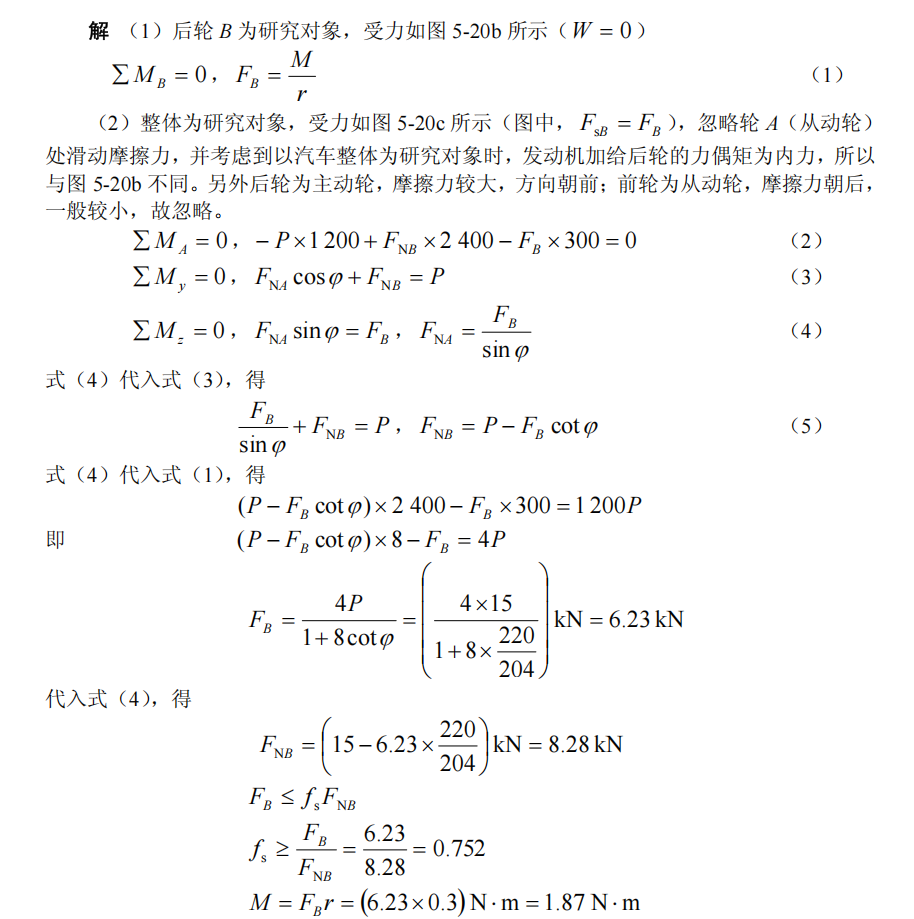 解 （1）后轮 B 为研究对象，受力如图 5-20b 所示（W = 0）
∑M_B = 0，F_B = M/r （1）
（2）整体为研究对象，受力如图 5-20c 所示（图中，F_sB = F_B），忽略轮 A（从动轮）
处滑动摩擦力，并考虑到以汽车整体为研究对象时，发动机加给后轮的力偶矩为内力，所以
与图 5-20b 不同。另外后轮为主动轮，摩擦力较大，方向朝前；前轮为从动轮，摩擦力朝后，
一般较小，故忽略。
∑M_A = 0，− P×1 200 + F_NB × 2 400 − F_B × 300 = 0 （2）
∑M_y = 0，F_NA cos φ + F_NB = P （3）
∑M_z = 0，F_NA sin φ = F_B，F_NA = F_B/sin φ （4）
式（4）代入式（3），得
F_B/sin φ + F_NB = P，F_NB = P − F_B cot φ （5）
式（4）代入式（1），得
(P − F_B cot φ) × 2 400 − F_B × 300 = 1 200P
即 (P − F_B cot φ) × 8 − F_B = 4P
F_B = 4P/(1 + 8cot φ) = (4×15/(1 + 8×220/204)) kN = 6.23 kN
代入式（4），得
F_NB = (15 − 6.23 × 220/204) kN = 8.28 kN
F_B ≤ f_s F_NB
f_s ≥ F_B/F_NB = 6.23/8.28 = 0.752
M = F_B r = (6.23×0.3) N·m = 1.87 N·m